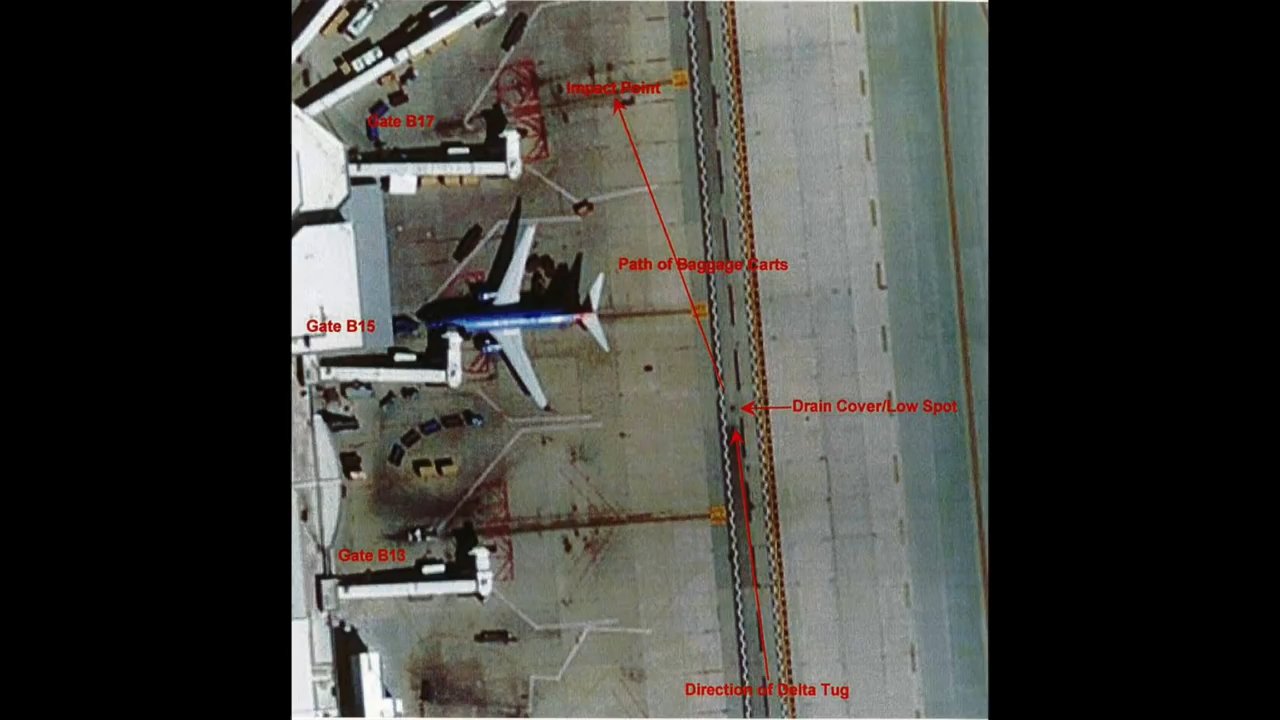 Impact Point
Gate B17
Path of Baggage Carts
Gate B15
Drain Cover/Low Spot
Gate B13
Direction of Delta Tug